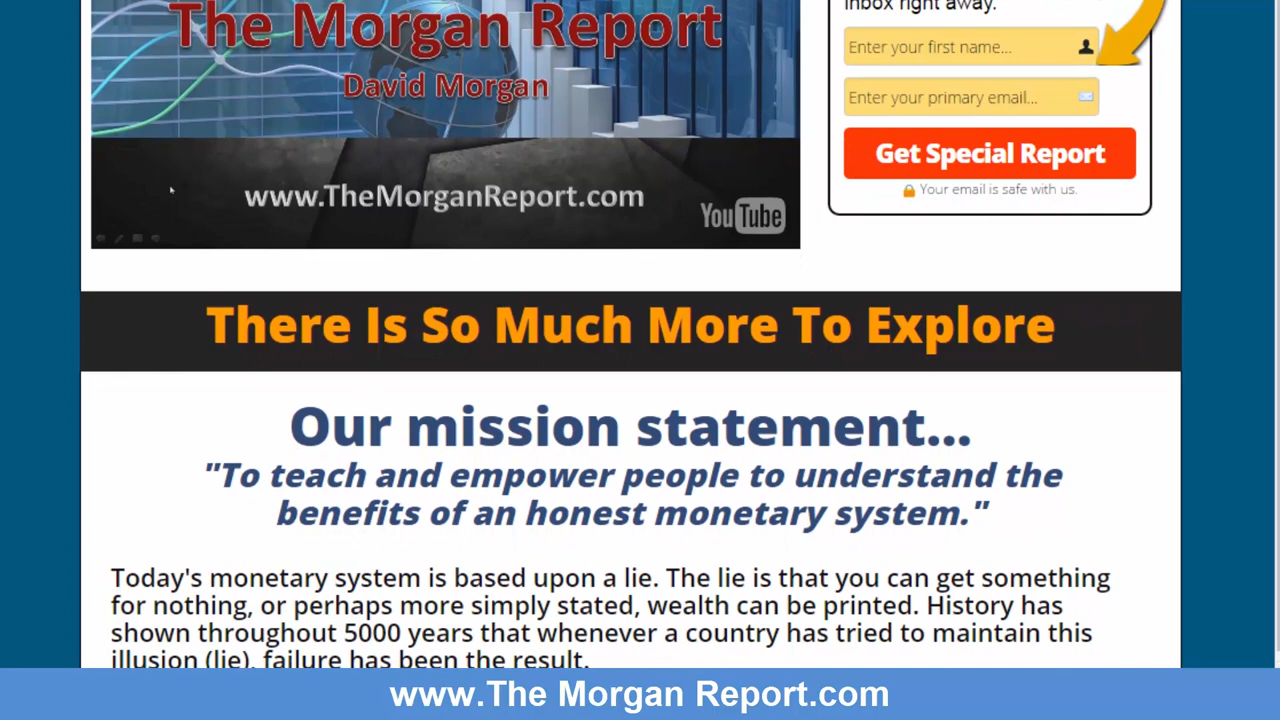 The Morgan Report
David Morgan
www.TheMorganReport.com
YouTube
inbox right away.
Enter your first name...
Enter your primary email...
Get Special Report
Your email is safe with us.
There Is So Much More To Explore
Our mission statement...
"To teach and empower people to understand the
benefits of an honest monetary system."
Today's monetary system is based upon a lie. The lie is that you can get something
for nothing, or perhaps more simply stated, wealth can be printed. History has
shown throughout 5000 years that whenever a country has tried to maintain this
illusion (lie), failure has been the result.
www.The Morgan Report.com